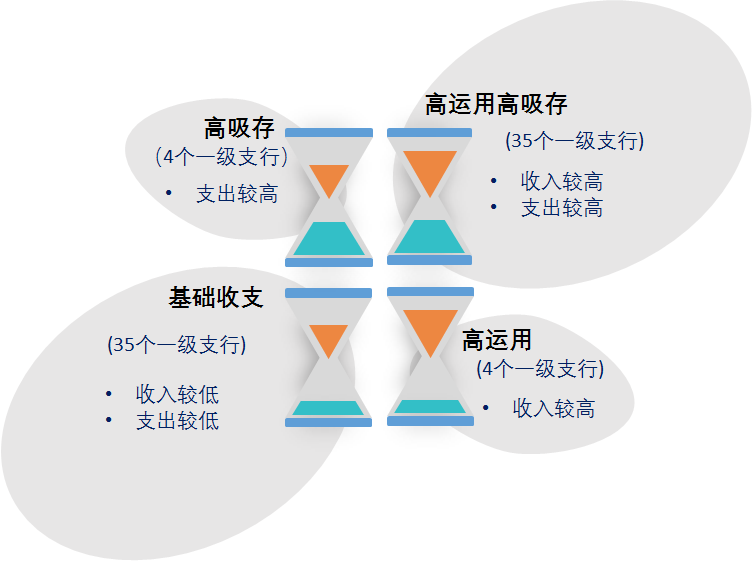 高吸存
(4个一级支行)
• 支出较高
高运用高吸存
(35个一级支行)
• 收入较高
• 支出较高
基础收支
(35个一级支行)
• 收入较低
• 支出较低
高运用
(4个一级支行)
• 收入较高